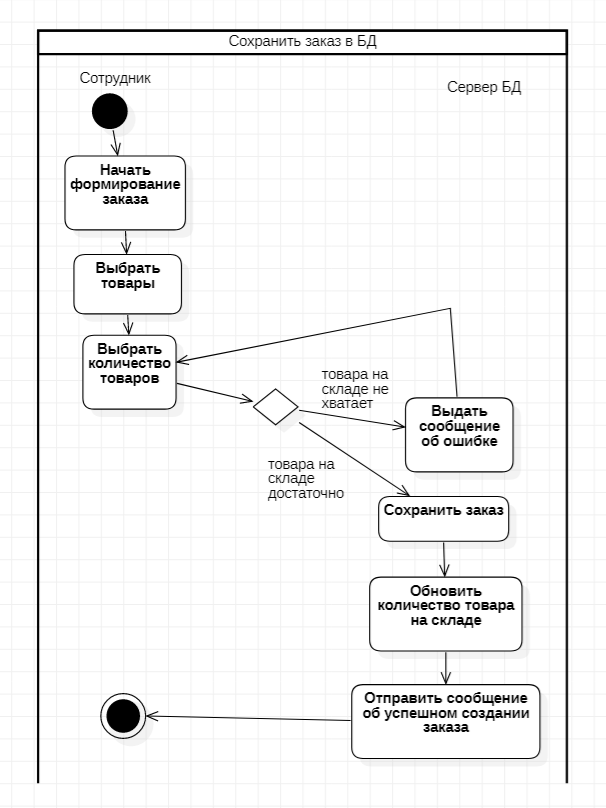 Сохранить заказ в БД
Сотрудник
Сервер БД
Начать
формирование
заказа
Выбрать
товары
Выбрать
количество
товаров
товара на
складе не
хватает
Выдать
сообщение
об ошибке
товара на
складе
достаточно
Сохранить заказ
Обновить
количество товара
на складе
Отправить сообщение
об успешном создании
заказа